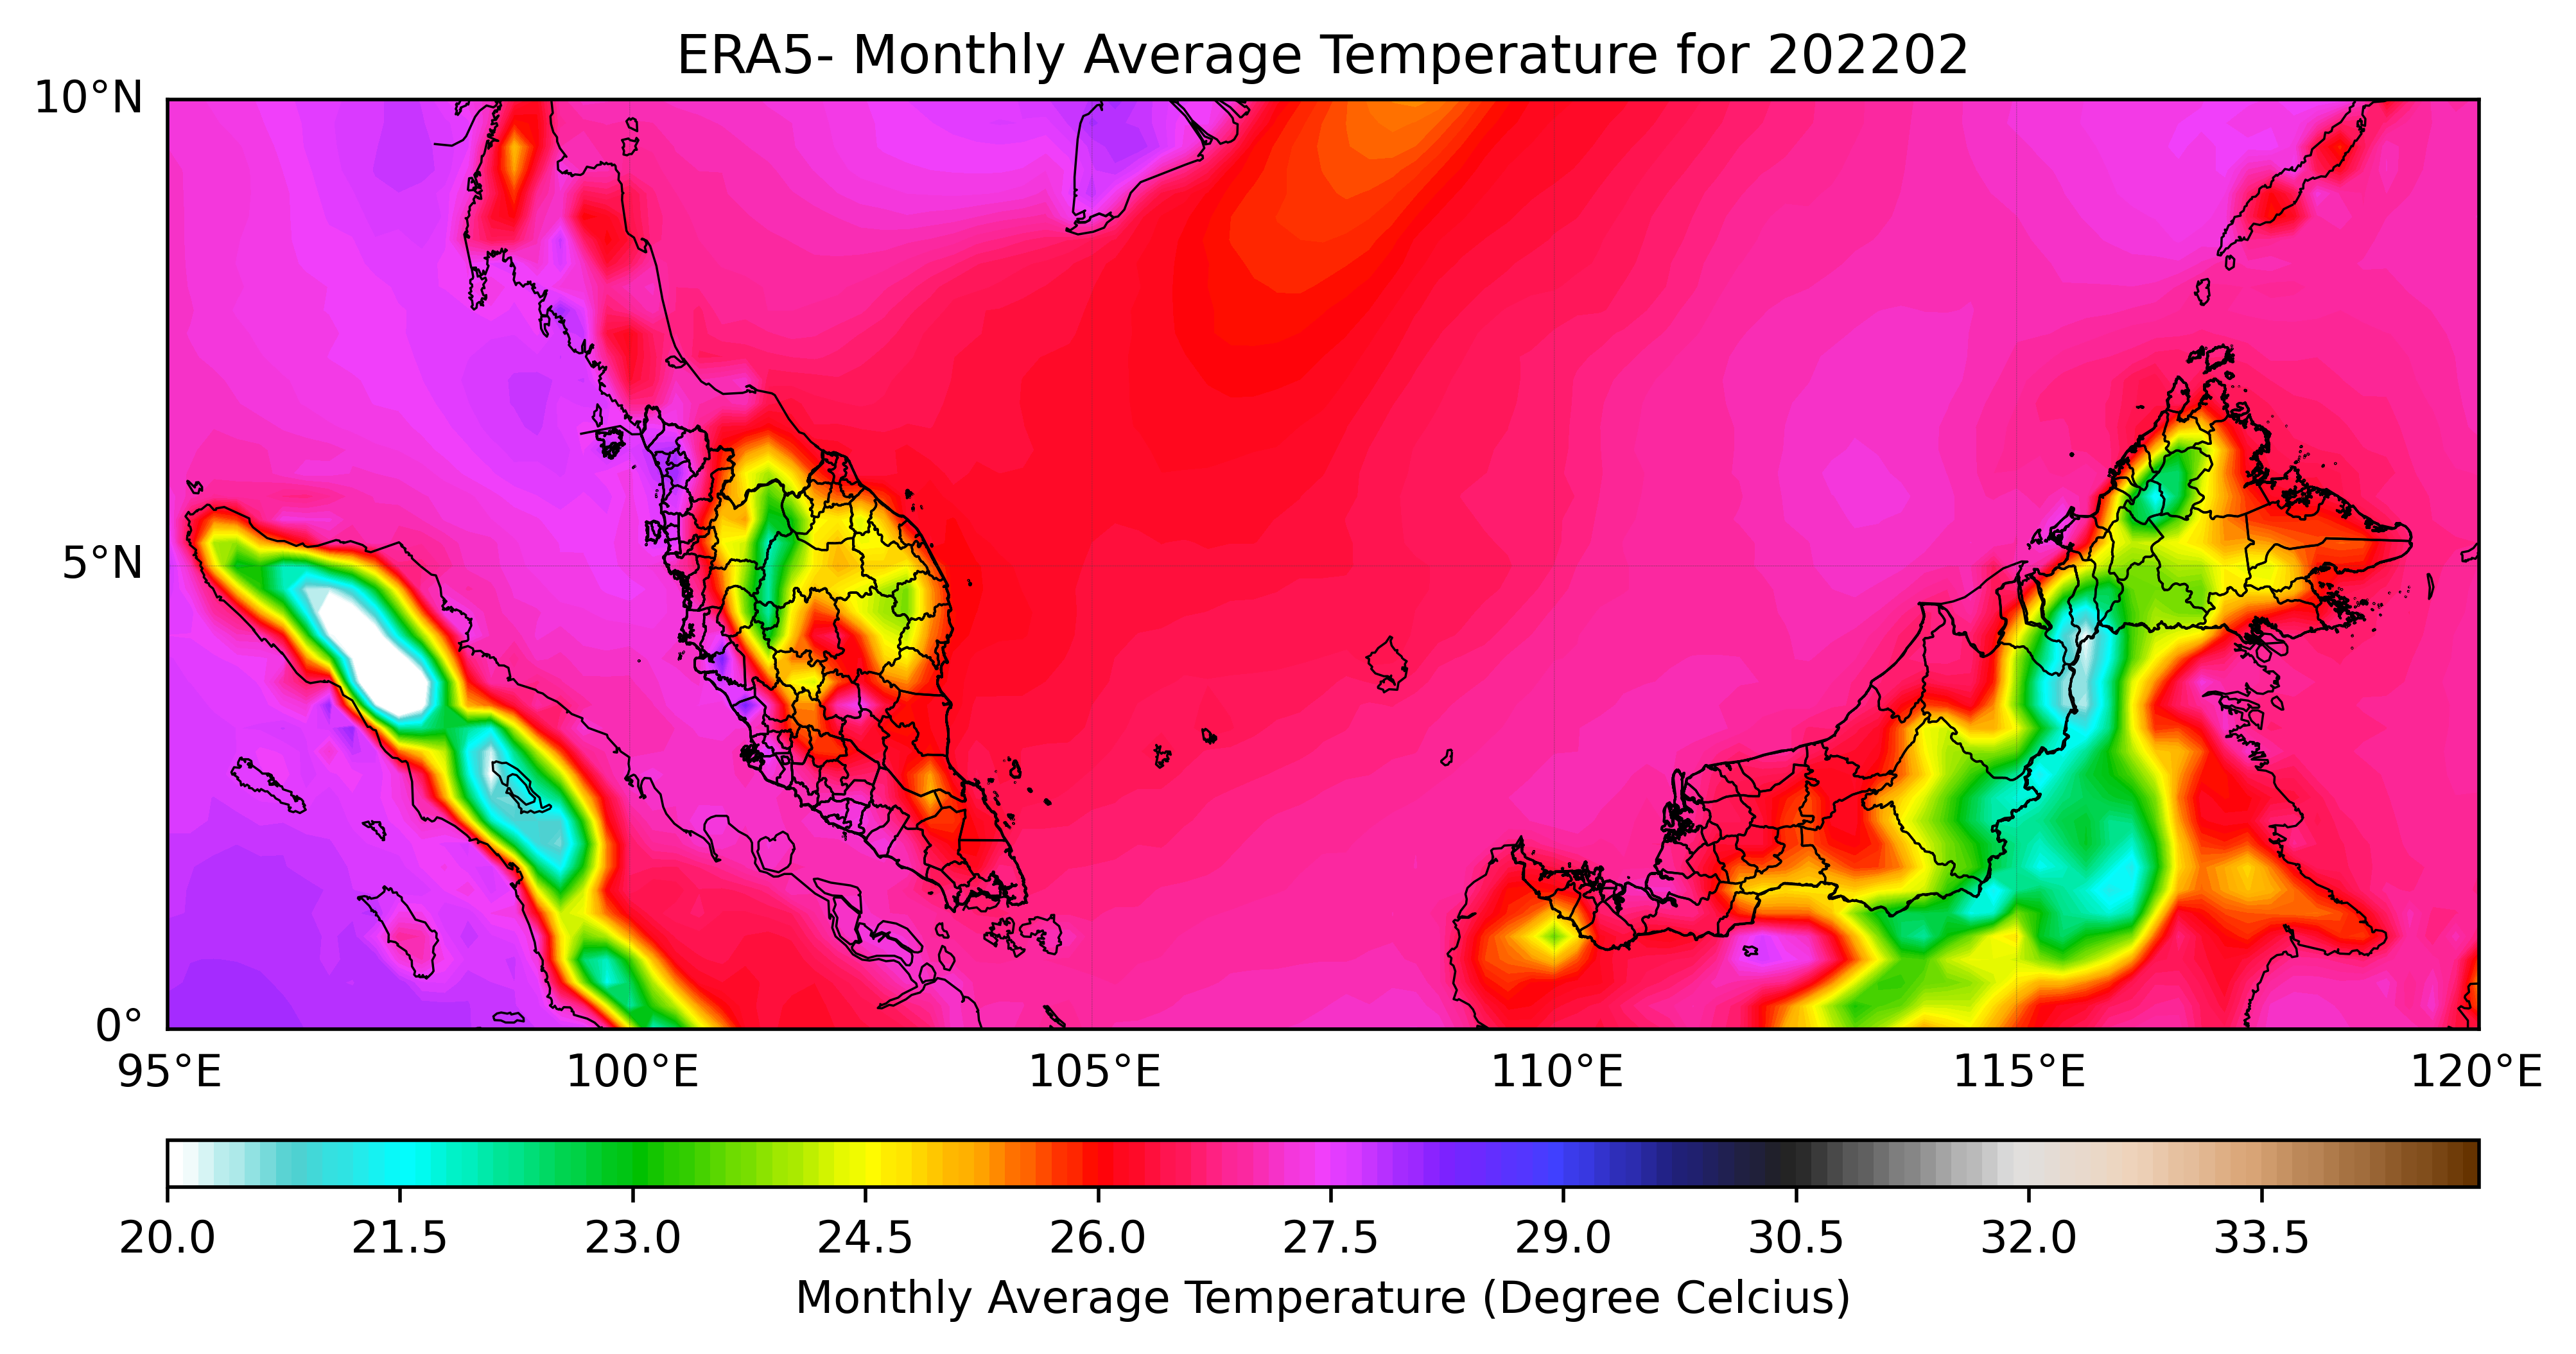 ERA5- Monthly Average Temperature for 202202
10°N
5°N
0°
95°E 100°E 105°E 110°E 115°E 120°E
20.0 21.5 23.0 24.5 26.0 27.5 29.0 30.5 32.0 33.5
Monthly Average Temperature (Degree Celcius)